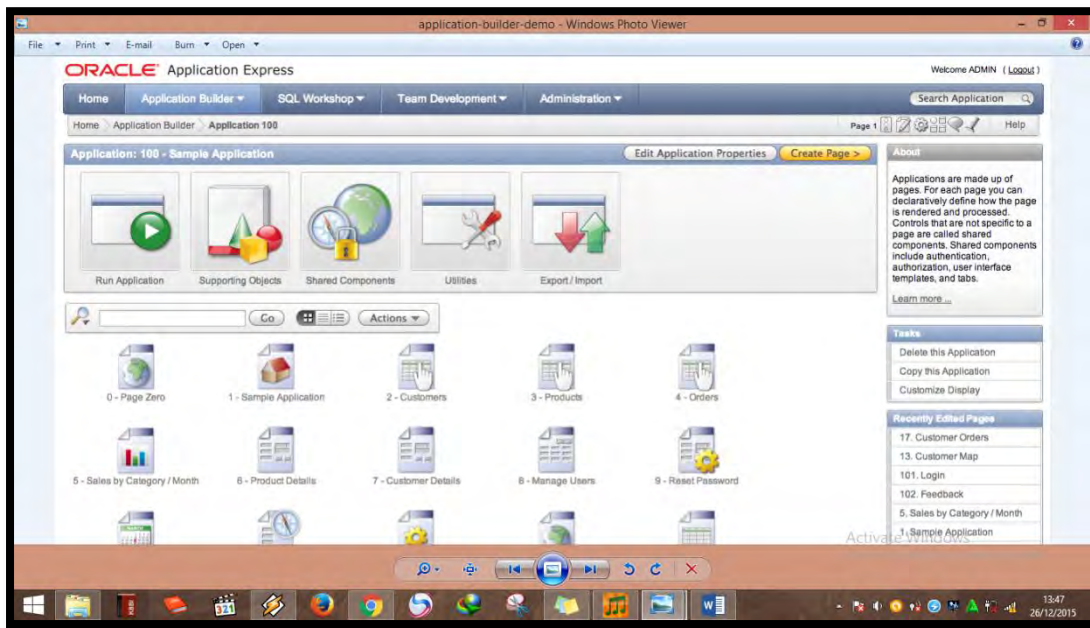 application-builder-demo - Windows Photo Viewer
File Print E-mail Burn Open
ORACLE Application Express
Welcome ADMIN ( Logout )
Home Application Builder SQL Workshop Team Development Administration
Search Application
Home Application Builder Application 100
Page 1
Help
Application: 100 - Sample Application
Edit Application Properties
Create Page >
Run Application
Supporting Objects
Shared Components
Utilities
Export / Import
Go
Actions
0 - Page Zero
1 - Sample Application
2 - Customers
3 - Products
4 - Orders
5 - Sales by Category / Month
6 - Product Details
7 - Customer Details
8 - Manage Users
9 - Reset Password
About
Applications are made up of
pages. For each page you can
declaratively define how the page
is rendered and processed.
Controls that are not specific to a
page are called shared
components. Shared components
include authentication,
authorization, user interface
templates, and tabs.
Learn more ...
Tasks
Delete this Application
Copy this Application
Customize Display
Recently Edited Pages
17. Customer Orders
13. Customer Map
101. Login
102. Feedback
5. Sales by Category / Month
1. Sample Application
Activate Windows
321
13:47
26/12/2015